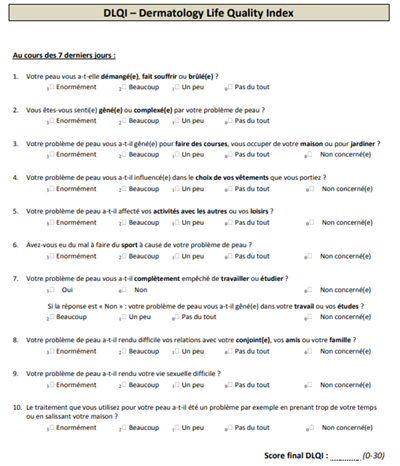 DLQI – Dermatology Life Quality Index
Au cours des 7 derniers jours :
1. Votre peau vous a-t-elle démangé(e), fait souffrir ou brûlé(e) ?
3☐ Enormément 2☐ Beaucoup 1☐ Un peu 0☐ Pas du tout
2. Vous êtes-vous senti(e) gêné(e) ou complexé(e) par votre problème de peau ?
3☐ Enormément 2☐ Beaucoup 1☐ Un peu 0☐ Pas du tout
3. Votre problème de peau vous a-t-il gêné(e) pour faire des courses, vous occuper de votre maison ou pour jardiner ?
3☐ Enormément 2☐ Beaucoup 1☐ Un peu 0☐ Pas du tout 0☐ Non concerné(e)
4. Votre problème de peau vous a-t-il influencé(e) dans le choix de vos vêtements que vous portiez ?
3☐ Enormément 2☐ Beaucoup 1☐ Un peu 0☐ Pas du tout 0☐ Non concerné(e)
5. Votre problème de peau a-t-il affecté vos activités avec les autres ou vos loisirs ?
3☐ Enormément 2☐ Beaucoup 1☐ Un peu 0☐ Pas du tout 0☐ Non concerné(e)
6. Avez-vous eu du mal à faire du sport à cause de votre problème de peau ?
3☐ Enormément 2☐ Beaucoup 1☐ Un peu 0☐ Pas du tout 0☐ Non concerné(e)
7. Votre problème de peau vous a-t-il complètement empêché de travailler ou étudier ?
3☐ Oui 0☐ Non 0☐ Non concerné(e)
Si la réponse est « Non » : votre problème de peau vous a-t-il gêné(e) dans votre travail ou vos études ?
2☐ Beaucoup 1☐ Un peu 0☐ Pas du tout 0☐ Non concerné(e)
8. Votre problème de peau a-t-il rendu difficile vos relations avec votre conjoint(e), vos amis ou votre famille ?
3☐ Enormément 2☐ Beaucoup 1☐ Un peu 0☐ Pas du tout 0☐ Non concerné(e)
9. Votre problème de peau a-t-il rendu votre vie sexuelle difficile ?
3☐ Enormément 2☐ Beaucoup 1☐ Un peu 0☐ Pas du tout 0☐ Non concerné(e)
10. Le traitement que vous utilisez pour votre peau a-t-il été un problème par exemple en prenant trop de votre temps
ou en salissant votre maison ?
3☐ Enormément 2☐ Beaucoup 1☐ Un peu 0☐ Pas du tout 0☐ Non concerné(e)
Score final DLQI : .......... (0-30)